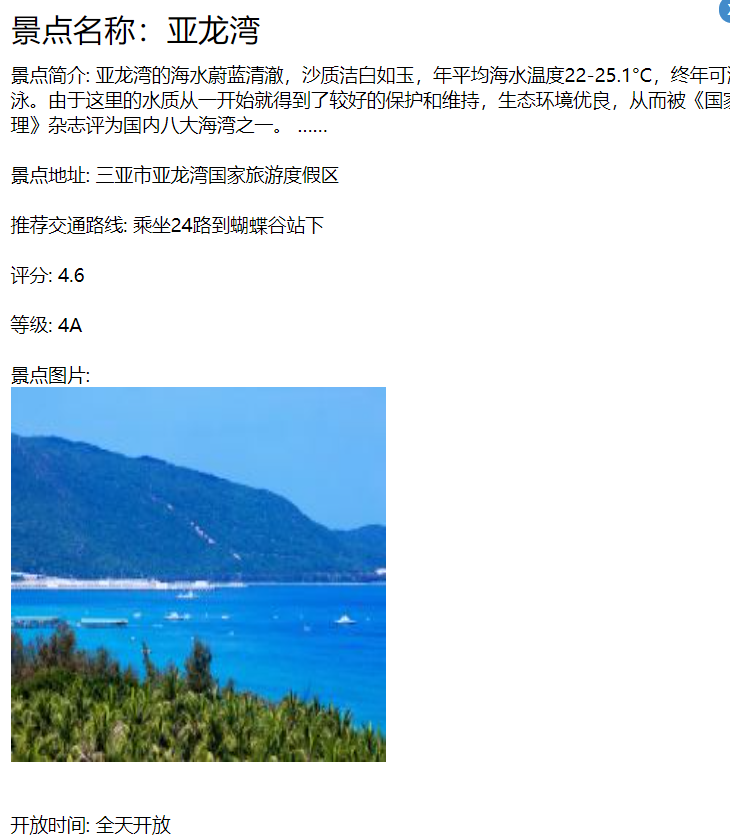 景点名称：亚龙湾
景点简介: 亚龙湾的海水蔚蓝清澈，沙质洁白如玉，年平均海水温度22-25.1°C，终年可
泳。由于这里的水质从一开始就得到了较好的保护和维持，生态环境优良，从而被《国家
理》杂志评为国内八大海湾之一。 ......
景点地址: 三亚市亚龙湾国家旅游度假区
推荐交通路线: 乘坐24路到蝴蝶谷站下
评分: 4.6
等级: 4A
景点图片:
开放时间: 全天开放